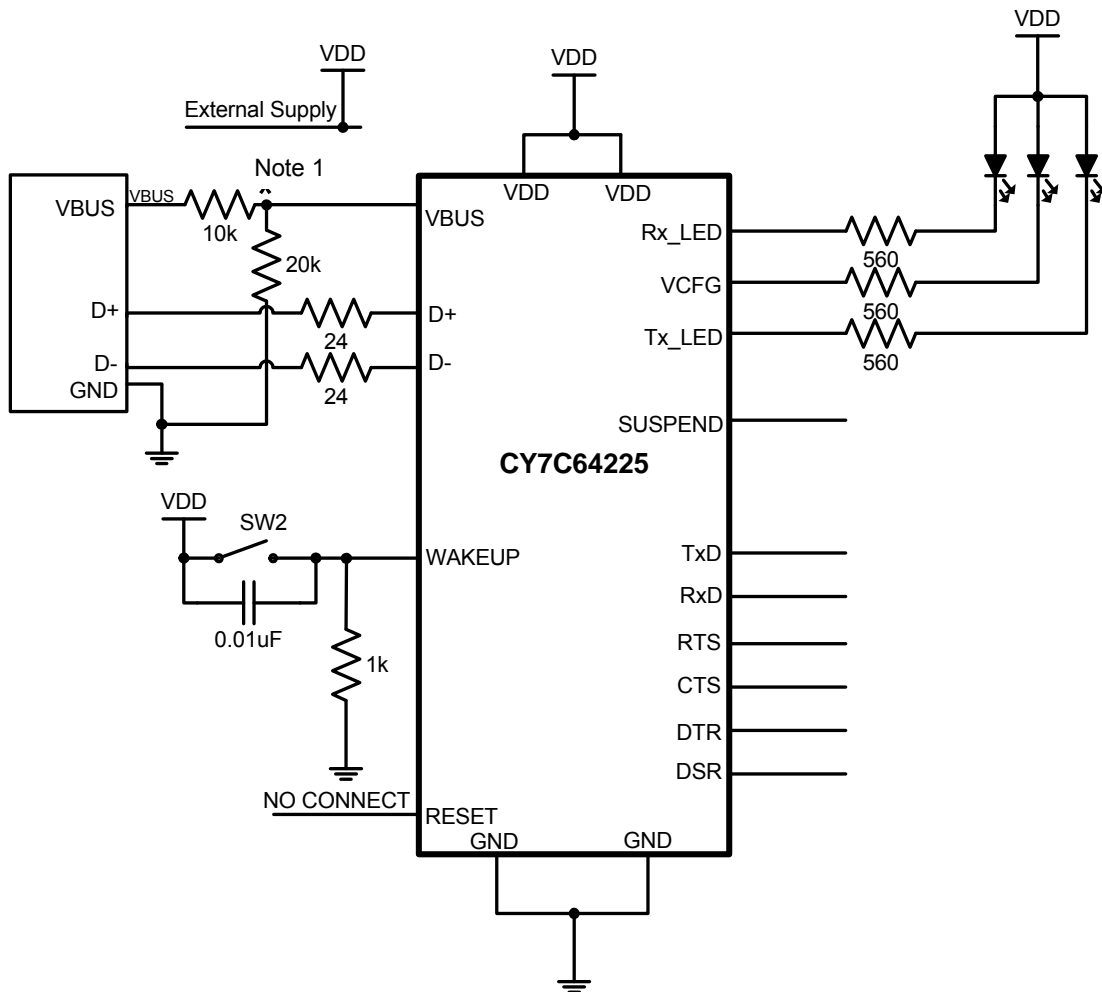 VDD
VDD
VDD
External Supply
Note 1
VBUS
VBUS
10k
20k
VDD
VDD
VBUS
Rx_LED
560
VCFG
560
Tx_LED
560
D+
24
D+
D-
24
D-
GND
SUSPEND
CY7C64225
VDD
SW2
WAKEUP
0.01uF
1k
TxD
RxD
RTS
CTS
DTR
DSR
NO CONNECT
RESET
GND
GND